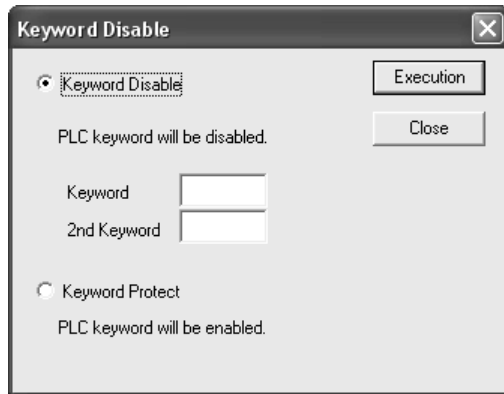 Keyword Disable
Keyword Disable
Execution
PLC keyword will be disabled.
Close
Keyword
2nd Keyword
Keyword Protect
PLC keyword will be enabled.